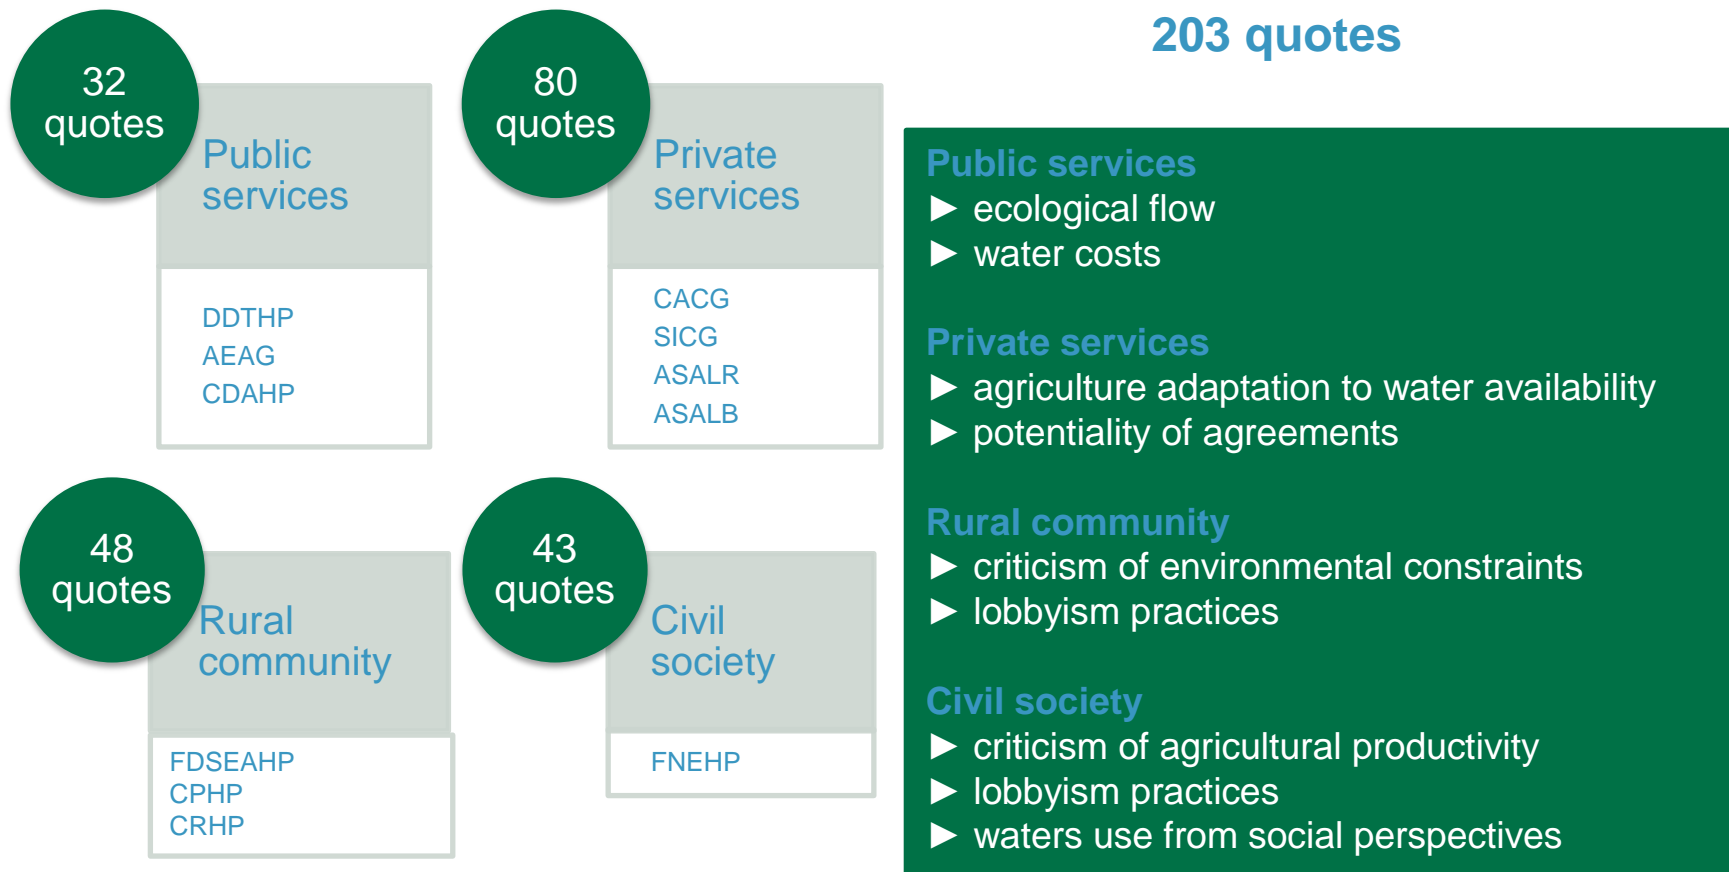 203 quotes
32
quotes
Public
services
DDTHP
AEAG
CDAHP
80
quotes
Private
services
CACG
SICG
ASALR
ASALB
48
quotes
Rural
community
FDSEAHP
CPHP
CRHP
43
quotes
Civil
society
FNEHP
Public services
► ecological flow
► water costs
Private services
► agriculture adaptation to water availability
► potentiality of agreements
Rural community
► criticism of environmental constraints
► lobbyism practices
Civil society
► criticism of agricultural productivity
► lobbyism practices
► waters use from social perspectives